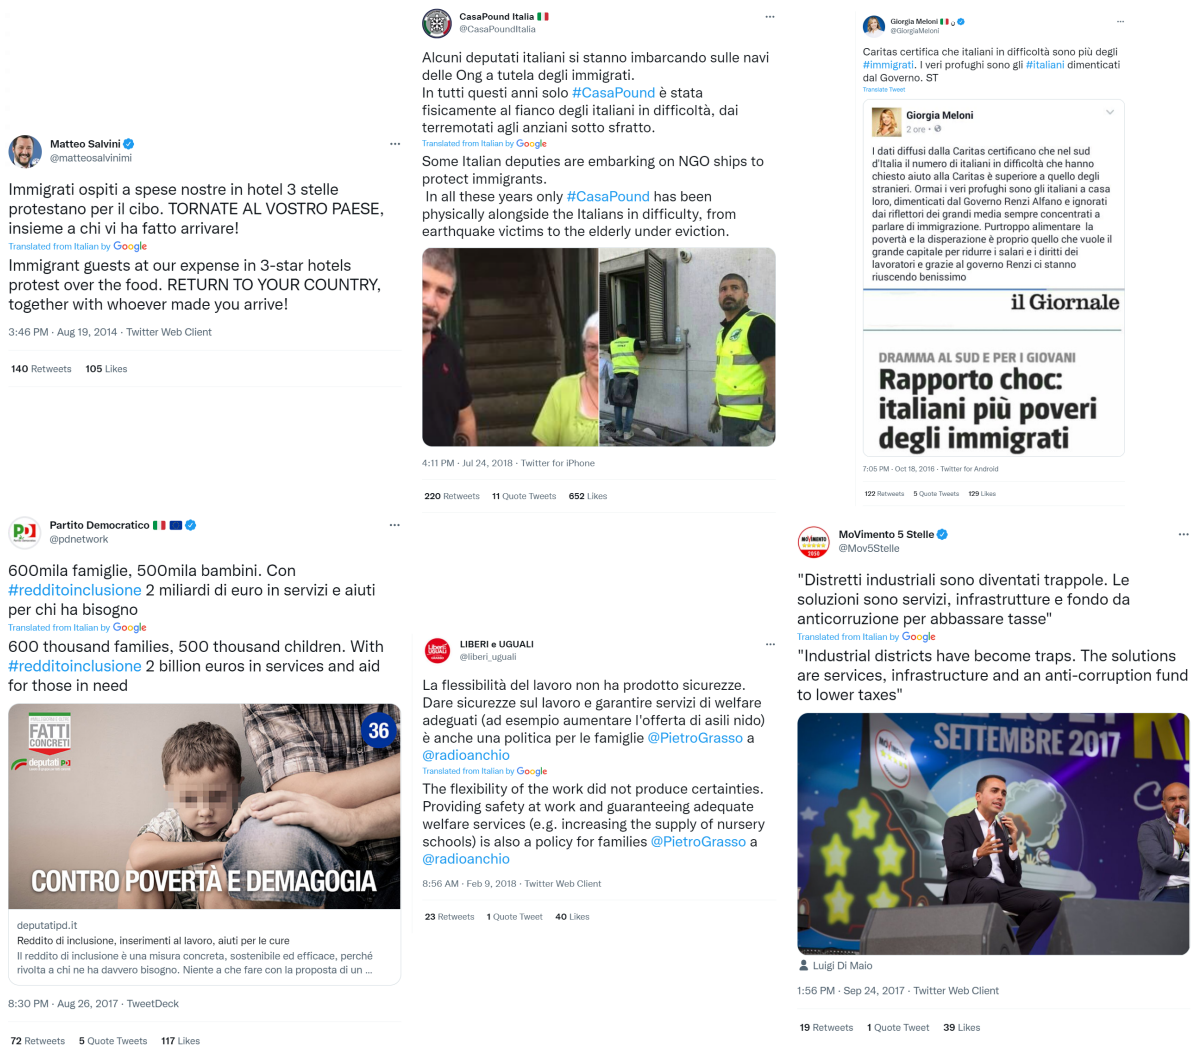 Matteo Salvini
@matteosalvinimi
Immigrati ospiti a spese nostre in hotel 3 stelle
protestano per il cibo. TORNATE AL VOSTRO PAESE,
insieme a chi vi ha fatto arrivare!
Translated from Italian by Google
Immigrant guests at our expense in 3-star hotels
protest over the food. RETURN TO YOUR COUNTRY,
together with whoever made you arrive!
3:46 PM · Aug 19, 2014 · Twitter Web Client
140 Retweets 105 Likes
CasaPound Italia
@CasaPoundItalia
Alcuni deputati italiani si stanno imbarcando sulle navi
delle Ong a tutela degli immigrati.
In tutti questi anni solo #CasaPound è stata
fisicamente al fianco degli italiani in difficoltà, dai
terremotati agli anziani sotto sfratto.
Translated from Italian by Google
Some Italian deputies are embarking on NGO ships to
protect immigrants.
In all these years only #CasaPound has been
physically alongside the Italians in difficulty, from
earthquake victims to the elderly under eviction.
4:11 PM · Jul 24, 2018 · Twitter for iPhone
220 Retweets 11 Quote Tweets 652 Likes
Giorgia Meloni ن
@GiorgiaMeloni
Caritas certifica che italiani in difficoltà sono più degli
#immigrati. I veri profughi sono gli #italiani dimenticati
dal Governo. ST
Translate Tweet
Giorgia Meloni
2 ore ·
I dati diffusi dalla Caritas certificano che nel sud
d'Italia il numero di italiani in difficoltà che hanno
chiesto aiuto alla Caritas è superiore a quello degli
stranieri. Ormai i veri profughi sono gli italiani a casa
loro, dimenticati dal Governo Renzi Alfano e ignorati
dai riflettori dei grandi media sempre concentrati a
parlare di immigrazione. Purtroppo alimentare la
povertà e la disperazione è proprio quello che vuole il
grande capitale per ridurre i salari e i diritti dei
lavoratori e grazie al governo Renzi ci stanno
riuscendo benissimo
il Giornale
DRAMMA AL SUD E PER I GIOVANI
Rapporto choc:
italiani più poveri
degli immigrati
7:05 PM · Oct 18, 2016 · Twitter for Android
122 Retweets 5 Quote Tweets 129 Likes
Partito Democratico
@pdnetwork
600mila famiglie, 500mila bambini. Con
#redditoinclusione 2 miliardi di euro in servizi e aiuti
per chi ha bisogno
Translated from Italian by Google
600 thousand families, 500 thousand children. With
#redditoinclusione 2 billion euros in services and aid
for those in need
FATTI
CONCRETI
deputati PD
36
CONTRO POVERTÀ E DEMAGOGIA
deputatipd.it
Reddito di inclusione, inserimenti al lavoro, aiuti per le cure
Il reddito di inclusione è una misura concreta, sostenibile ed efficace, perché
rivolta a chi ne ha davvero bisogno. Niente a che fare con la proposta di un ...
8:30 PM · Aug 26, 2017 · TweetDeck
72 Retweets 5 Quote Tweets 117 Likes
LIBERI e UGUALI
@liberi_uguali
La flessibilità del lavoro non ha prodotto sicurezze.
Dare sicurezze sul lavoro e garantire servizi di welfare
adeguati (ad esempio aumentare l'offerta di asili nido)
è anche una politica per le famiglie @PietroGrasso a
@radioanchio
Translated from Italian by Google
The flexibility of the work did not produce certainties.
Providing safety at work and guaranteeing adequate
welfare services (e.g. increasing the supply of nursery
schools) is also a policy for families @PietroGrasso a
@radioanchio
8:56 AM · Feb 9, 2018 · Twitter Web Client
23 Retweets 1 Quote Tweet 40 Likes
MoVimento 5 Stelle
@Mov5Stelle
"Distretti industriali sono diventati trappole. Le
soluzioni sono servizi, infrastrutture e fondo da
anticorruzione per abbassare tasse"
Translated from Italian by Google
"Industrial districts have become traps. The solutions
are services, infrastructure and an anti-corruption fund
to lower taxes"
SETTEMBRE 2017
Luigi Di Maio
1:56 PM · Sep 24, 2017 · Twitter Web Client
19 Retweets 1 Quote Tweet 39 Likes